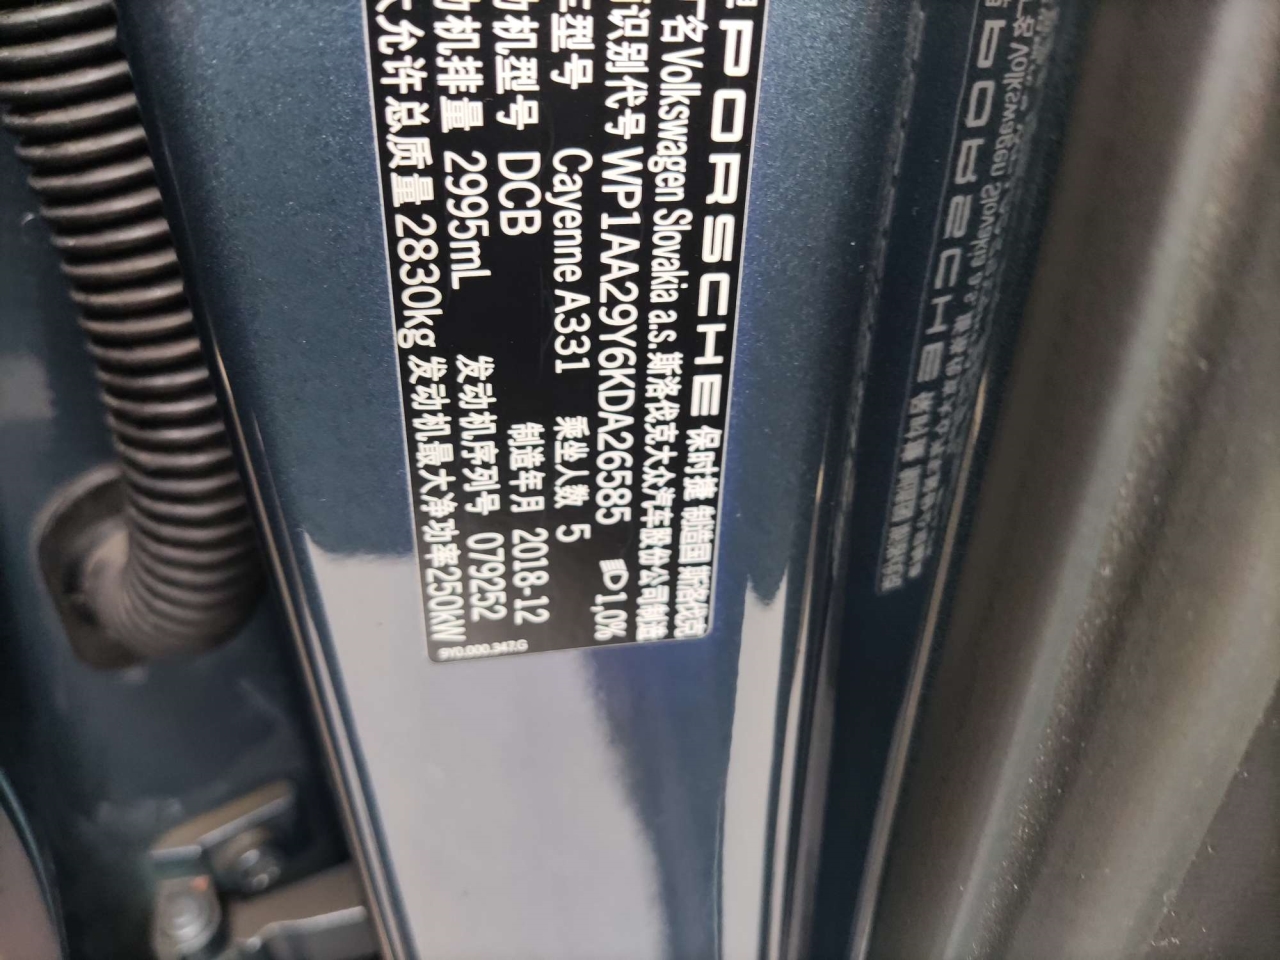 PORSCHE 保时捷 制造国 斯洛伐克
厂名 Volkswagen Slovakia a.s.斯洛伐克大众汽车股份公司制造
识别代号 WP1AA29Y6KDA26585 1,0%
型号 Cayenne A331 乘坐人数 5
机型号 DCB 制造年月 2018-12
动机排量 2995mL 发动机序列号 079252
大允许总质量 2830kg 发动机最大净功率250kW
9Y0.000.347.G